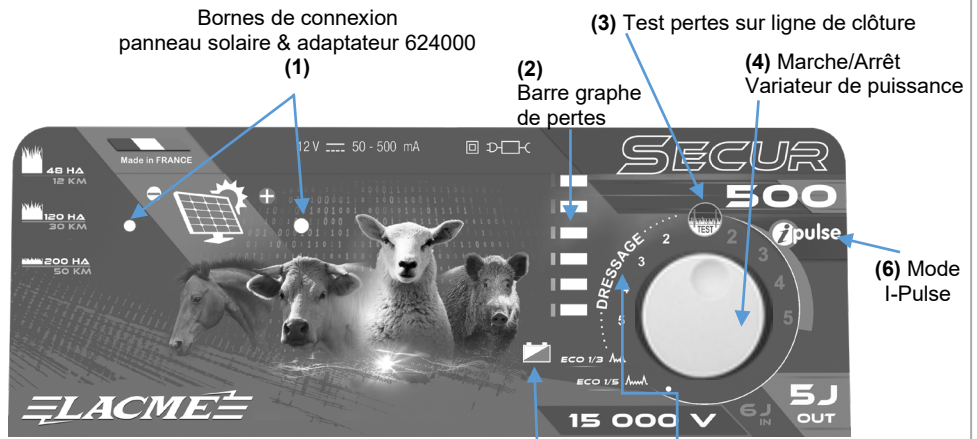 Bornes de connexion
panneau solaire & adaptateur 624000
(1)
(2)
Barre graphe
de pertes
(3) Test pertes sur ligne de clôture
(4) Marche/Arrêt
Variateur de puissance
(6) Mode
I-Pulse
48 HA
12 KM
120 HA
30 KM
200 HA
50 KM
Made in FRANCE
12 V 50 - 500 mA
SECUR
500
TEST
ipulse
DRESSAGE
2
3
4
5
2
3
4
5
ECO 1/3
ECO 1/5
LACME
15 000 V
6J
IN
5J
OUT